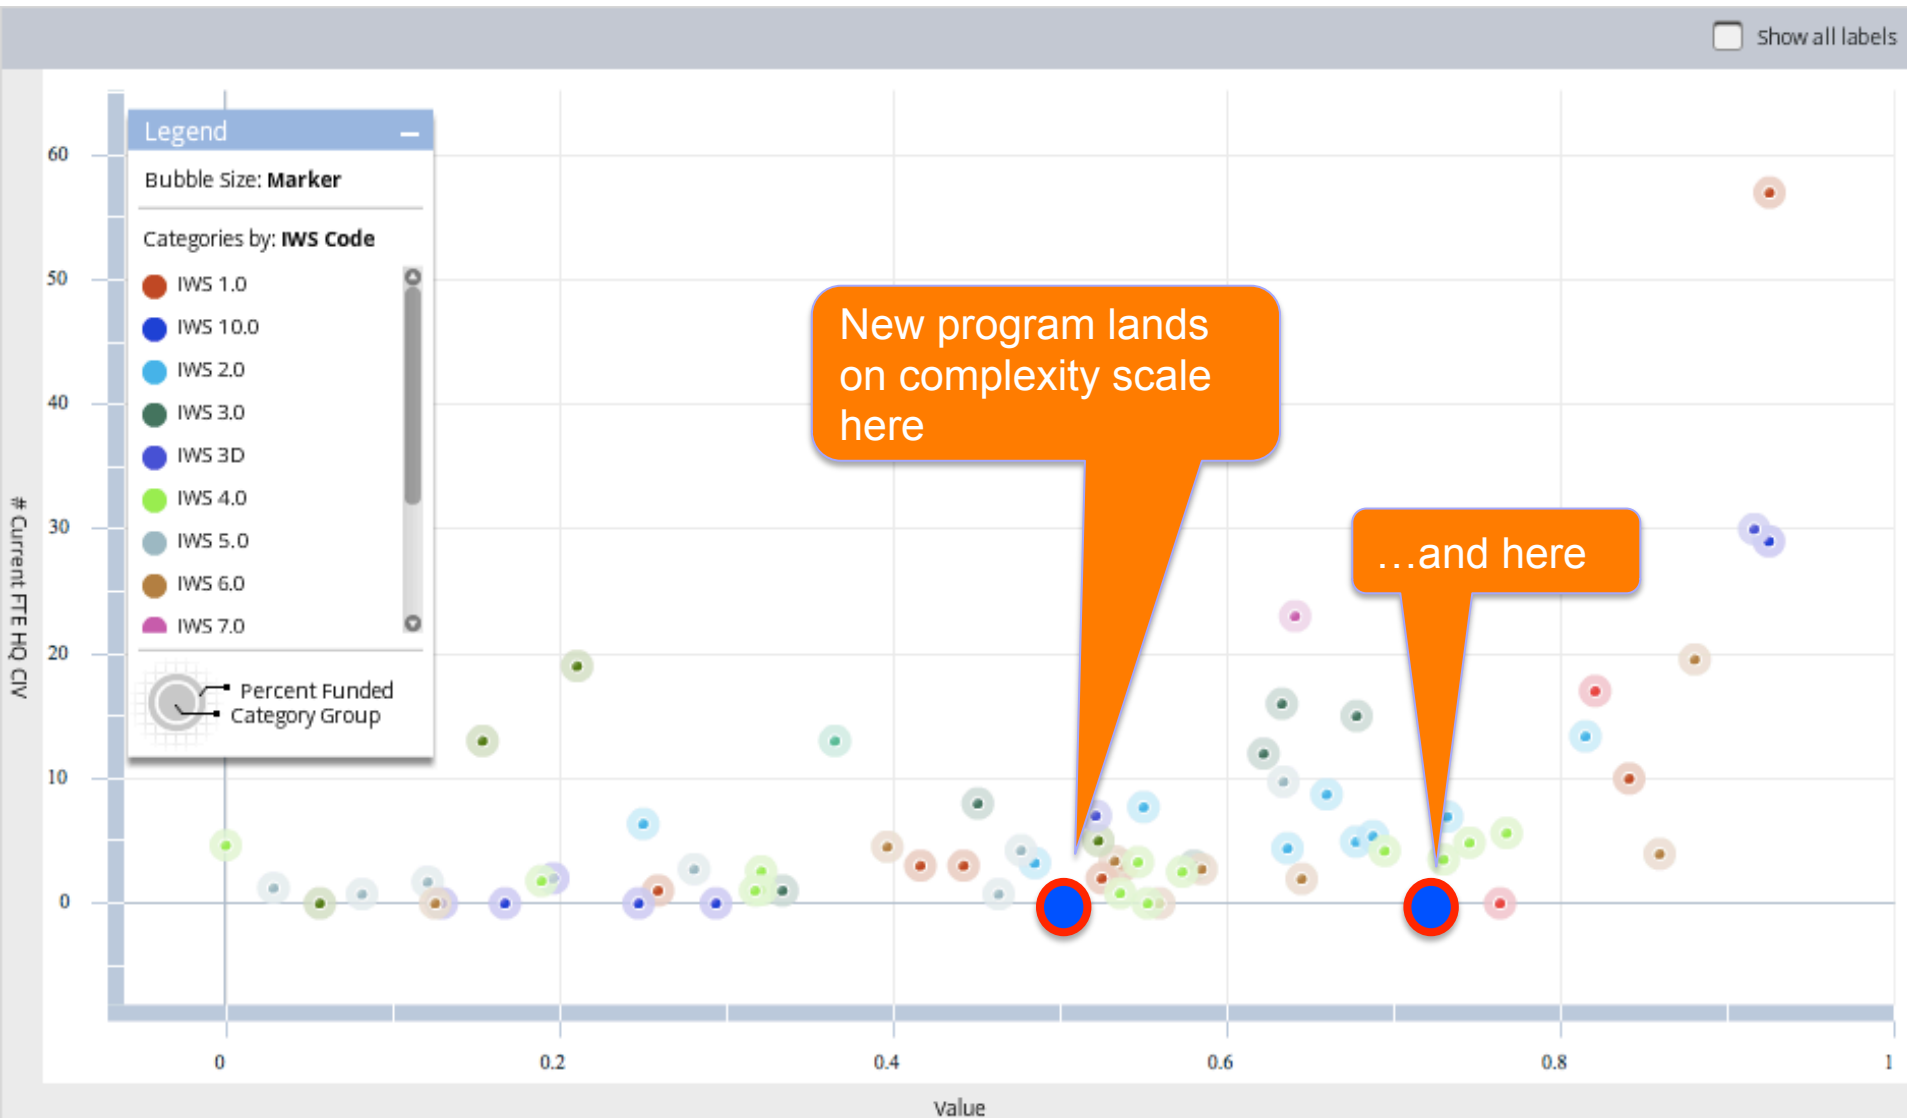 Show all labels
Legend
Bubble Size: Marker
Categories by: IWS Code
IWS 1.0
IWS 10.0
IWS 2.0
IWS 3.0
IWS 3D
IWS 4.0
IWS 5.0
IWS 6.0
IWS 7.0
Percent Funded
Category Group
New program lands
on complexity scale
here
…and here
# Current FTE HQ CIV
60
50
40
30
20
10
0
0
0.2
0.4
0.6
0.8
1
Value